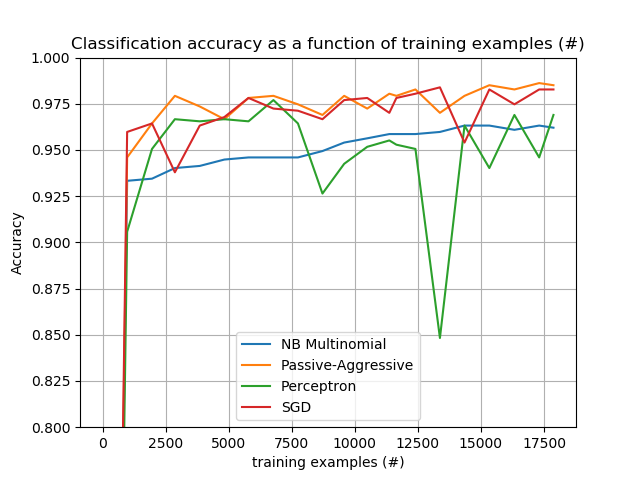 Classification accuracy as a function of training examples (#)
1.000
0.975
0.950
0.925
0.900
0.875
0.850
0.825
0.800
Accuracy
NB Multinomial
Passive-Aggressive
Perceptron
SGD
0 2500 5000 7500 10000 12500 15000 17500
training examples (#)